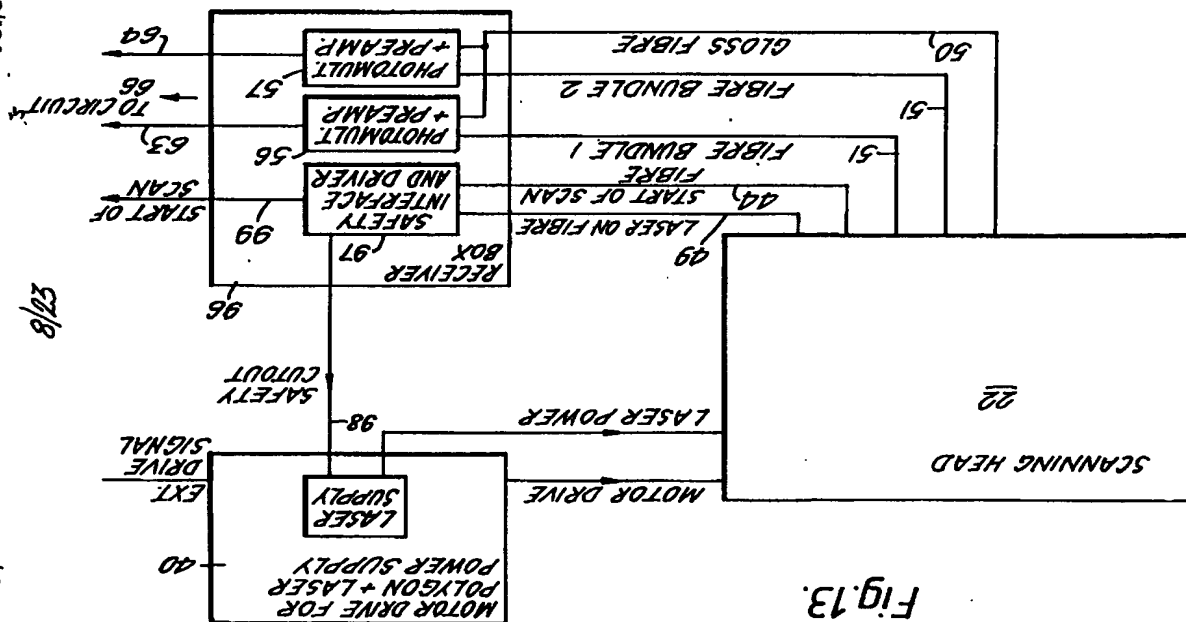 Fig.13.
MOTOR DRIVE FOR
POLYGON + LASER
POWER SUPPLY
40
LASER
SUPPLY
EXT.
DRIVE
SIGNAL
MOTOR DRIVE
LASER POWER
SCANNING HEAD
22
98
SAFETY
CUTOUT
96
RECEIVER
BOX
97
SAFETY
INTERFACE
AND DRIVER
99
START OF
SCAN
49
LASER ON FIBRE
44
START OF SCAN
FIBRE
51
FIBRE BUNDLE 1
56
PHOTOMULT.
+ PREAMP.
63
TO CIRCUIT
66
51
FIBRE BUNDLE 2
57
PHOTOMULT.
+ PREAMP.
64
50
GLOSS FIBRE
8/23